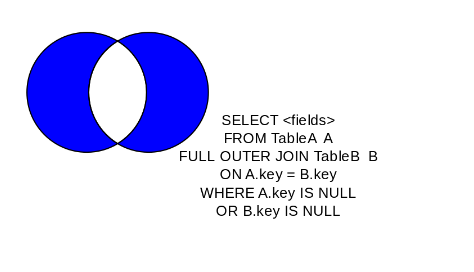 SELECT <fields>
FROM TableA A
FULL OUTER JOIN TableB B
ON A.key = B.key
WHERE A.key IS NULL
OR B.key IS NULL